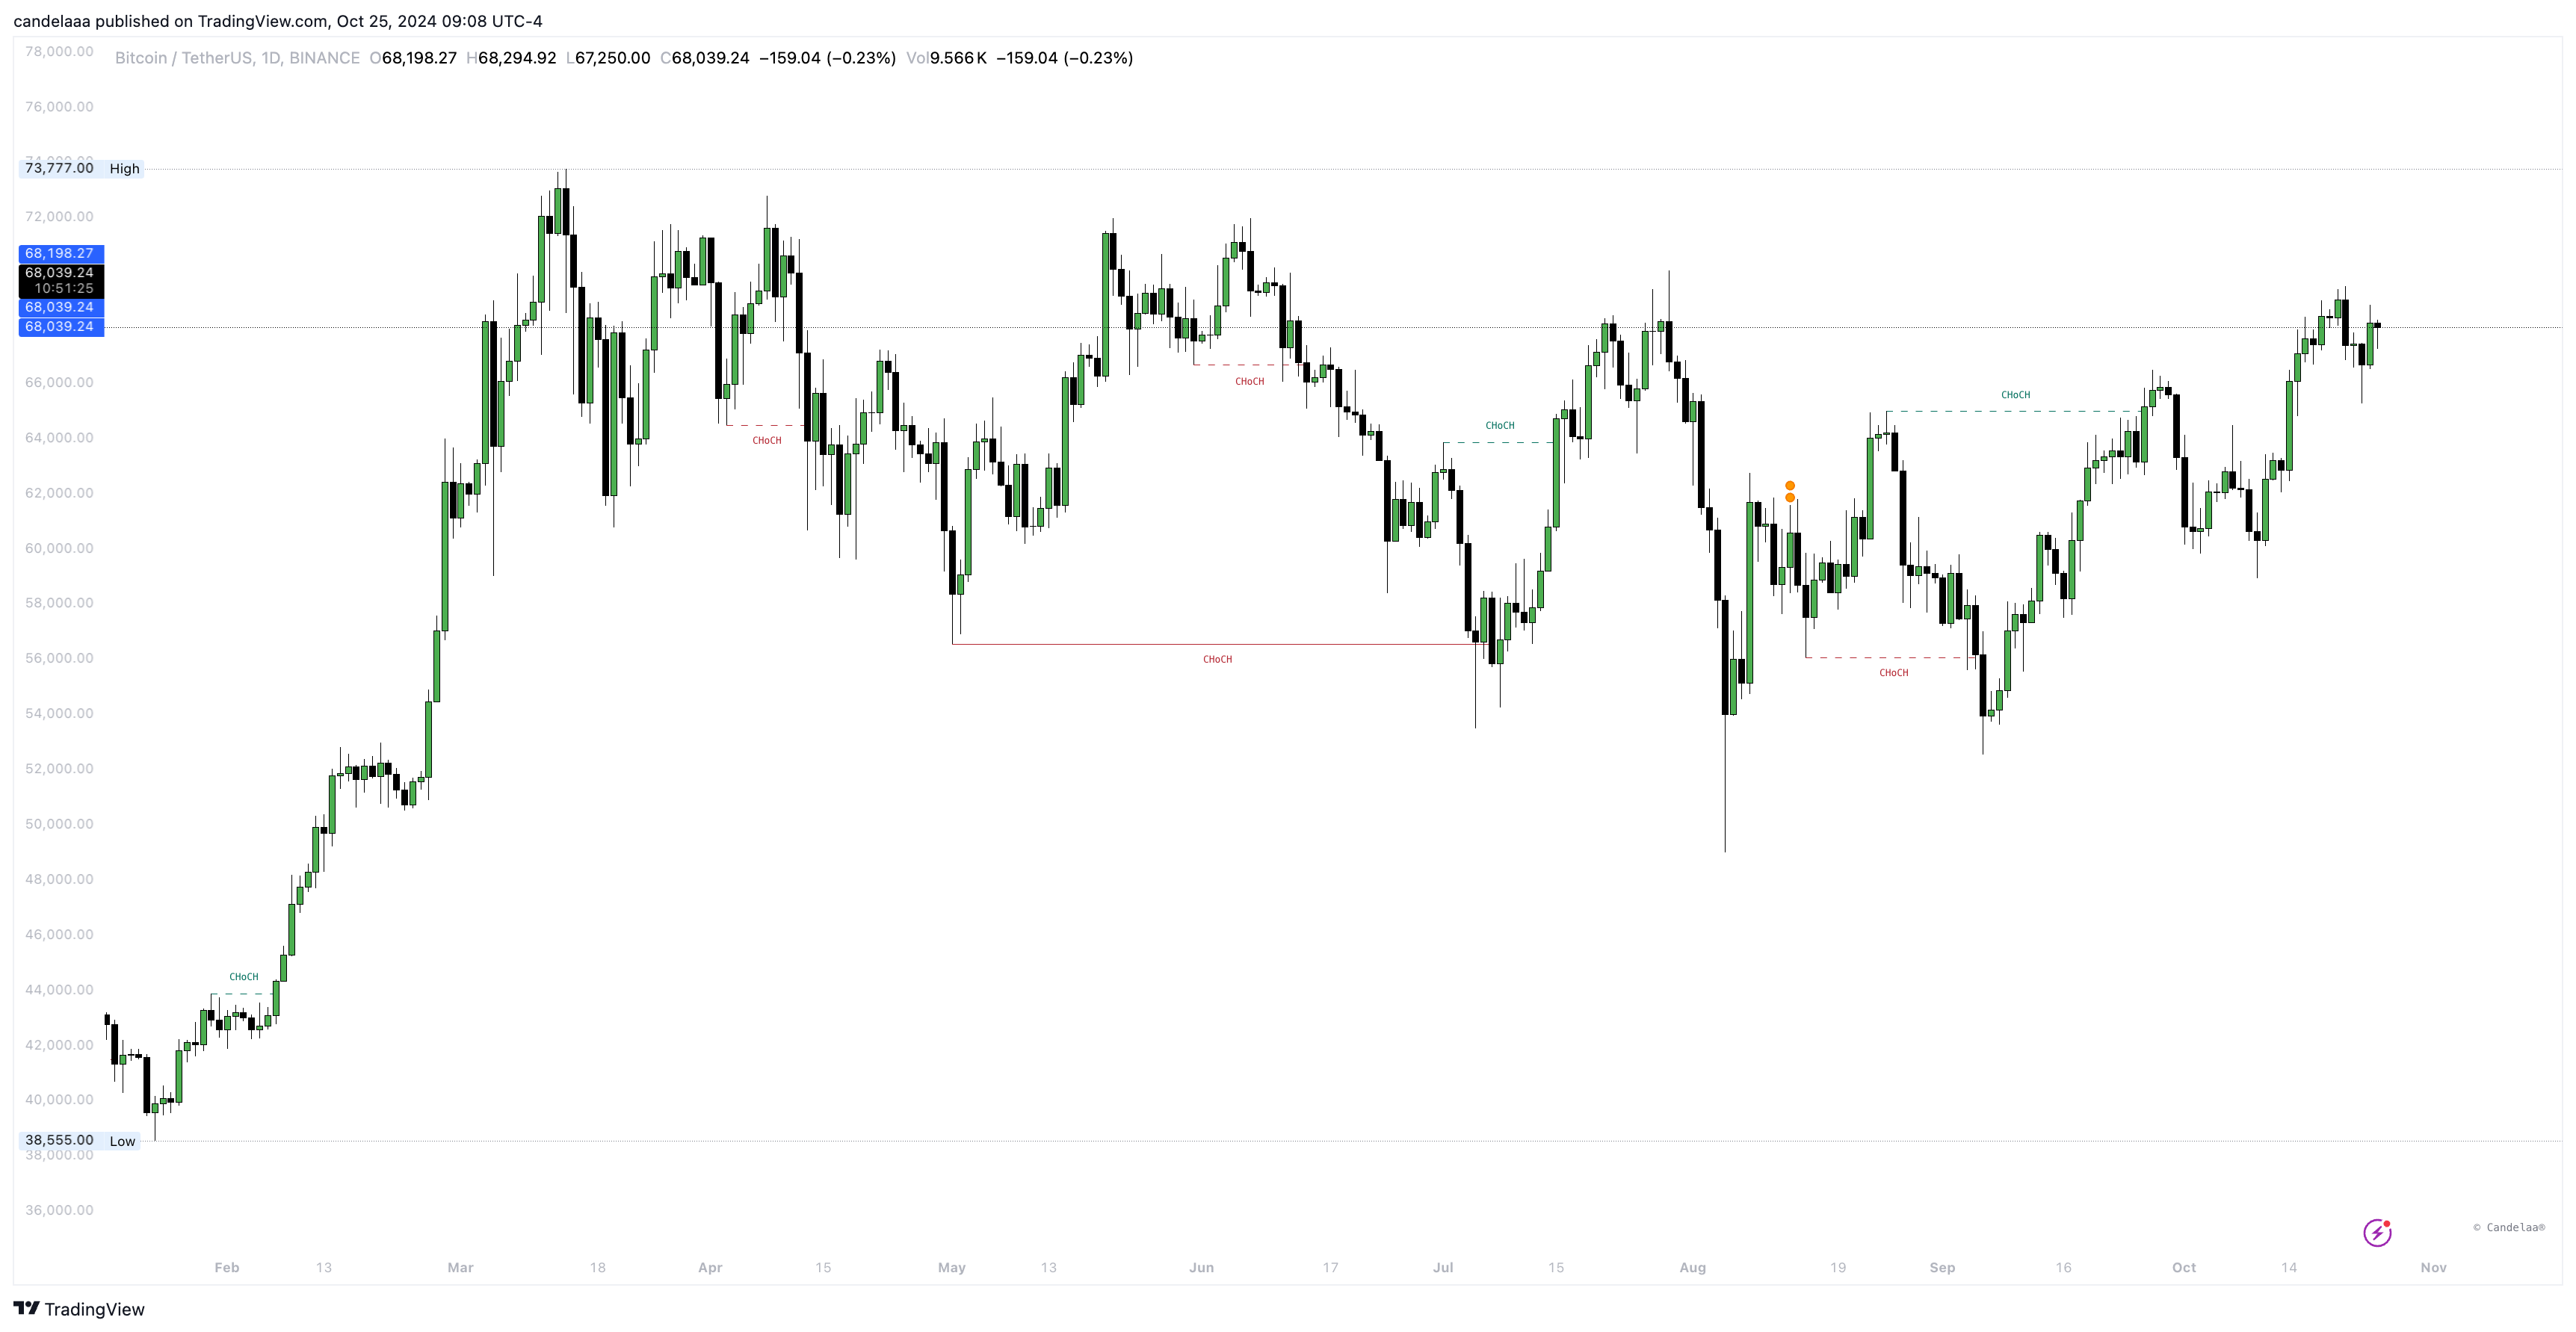 candelaaa published on TradingView.com, Oct 25, 2024 09:08 UTC-4
78,000.00
Bitcoin / TetherUS, 1D, BINANCE O68,198.27 H68,294.92 L67,250.00 C68,039.24 −159.04 (−0.23%) Vol9.566 K −159.04 (−0.23%)
76,000.00
74,000.00
73,777.00 High
72,000.00
68,198.27
68,039.24
10:51:25
68,039.24
68,039.24
66,000.00
CHoCH
CHoCH
64,000.00
CHoCH
CHoCH
62,000.00
60,000.00
58,000.00
56,000.00
CHoCH
CHoCH
54,000.00
52,000.00
50,000.00
48,000.00
46,000.00
CHoCH
44,000.00
42,000.00
40,000.00
38,555.00 Low
38,000.00
36,000.00
© Candelaa®
Feb 13 Mar 18 Apr 15 May 13 Jun 17 Jul 15 Aug 19 Sep 16 Oct 14 Nov
TradingView